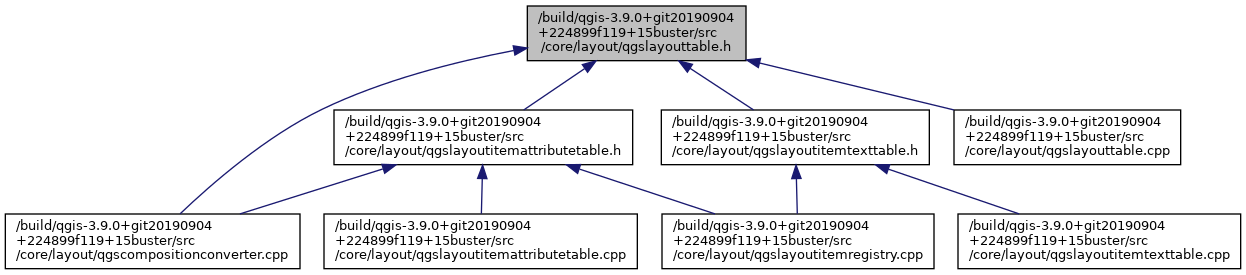 /build/qgis-3.9.0+git20190904
+224899f119+15buster/src
/core/layout/qgslayouttable.h
/build/qgis-3.9.0+git20190904
+224899f119+15buster/src
/core/layout/qgslayoutitemattributetable.h
/build/qgis-3.9.0+git20190904
+224899f119+15buster/src
/core/layout/qgslayoutitemtexttable.h
/build/qgis-3.9.0+git20190904
+224899f119+15buster/src
/core/layout/qgslayouttable.cpp
/build/qgis-3.9.0+git20190904
+224899f119+15buster/src
/core/layout/qgscompositionconverter.cpp
/build/qgis-3.9.0+git20190904
+224899f119+15buster/src
/core/layout/qgslayoutitemattributetable.cpp
/build/qgis-3.9.0+git20190904
+224899f119+15buster/src
/core/layout/qgslayoutitemregistry.cpp
/build/qgis-3.9.0+git20190904
+224899f119+15buster/src
/core/layout/qgslayoutitemtexttable.cpp